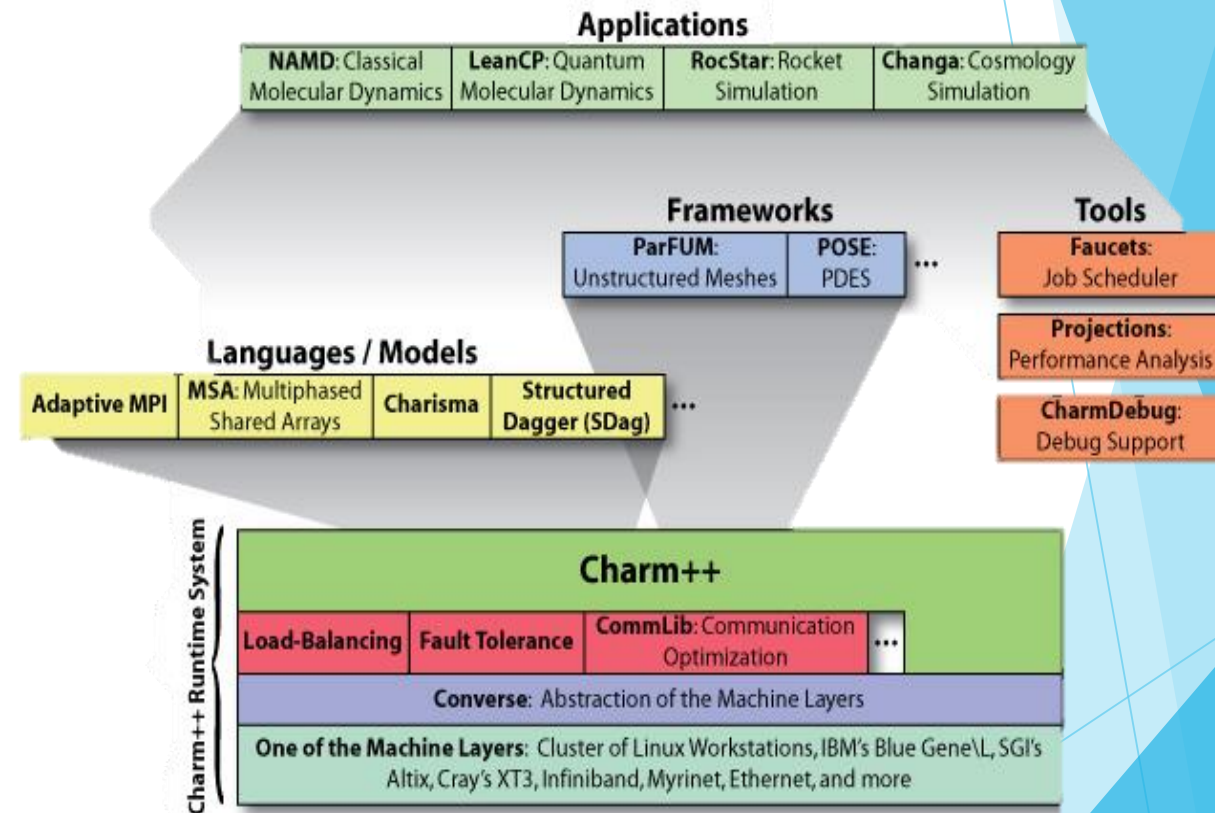 Applications
NAMD: Classical
Molecular Dynamics
LeanCP: Quantum
Molecular Dynamics
RocStar: Rocket
Simulation
Changa: Cosmology
Simulation
Frameworks
ParFUM:
Unstructured Meshes
POSE:
PDES
...
Tools
Faucets:
Job Scheduler
Projections:
Performance Analysis
CharmDebug:
Debug Support
Languages / Models
Adaptive MPI
MSA: Multiphased
Shared Arrays
Charisma
Structured
Dagger (SDag)
...
Charm++ Runtime System
Charm++
Load-Balancing
Fault Tolerance
CommLib: Communication
Optimization
...
Converse: Abstraction of the Machine Layers
One of the Machine Layers: Cluster of Linux Workstations, IBM's Blue Gene\L, SGI's
Altix, Cray's XT3, Infiniband, Myrinet, Ethernet, and more